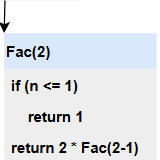 Fac(2)
if (n <= 1)
return 1
return 2 * Fac(2-1)